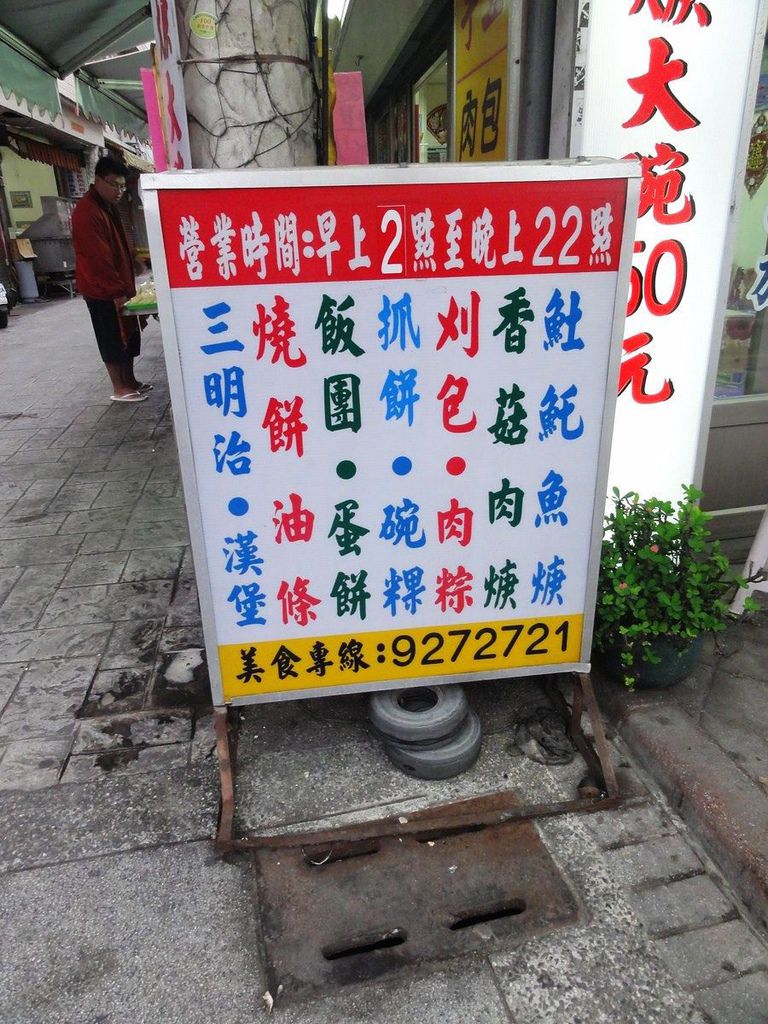 營業時間:早上2點至晚上22點
魠魚焿
香菇肉焿
刈包•肉粽
抓餅•碗粿
飯團•蛋餅
燒餅油條
三明治•漢堡
美食專線:9272721
大碗50元
肉包